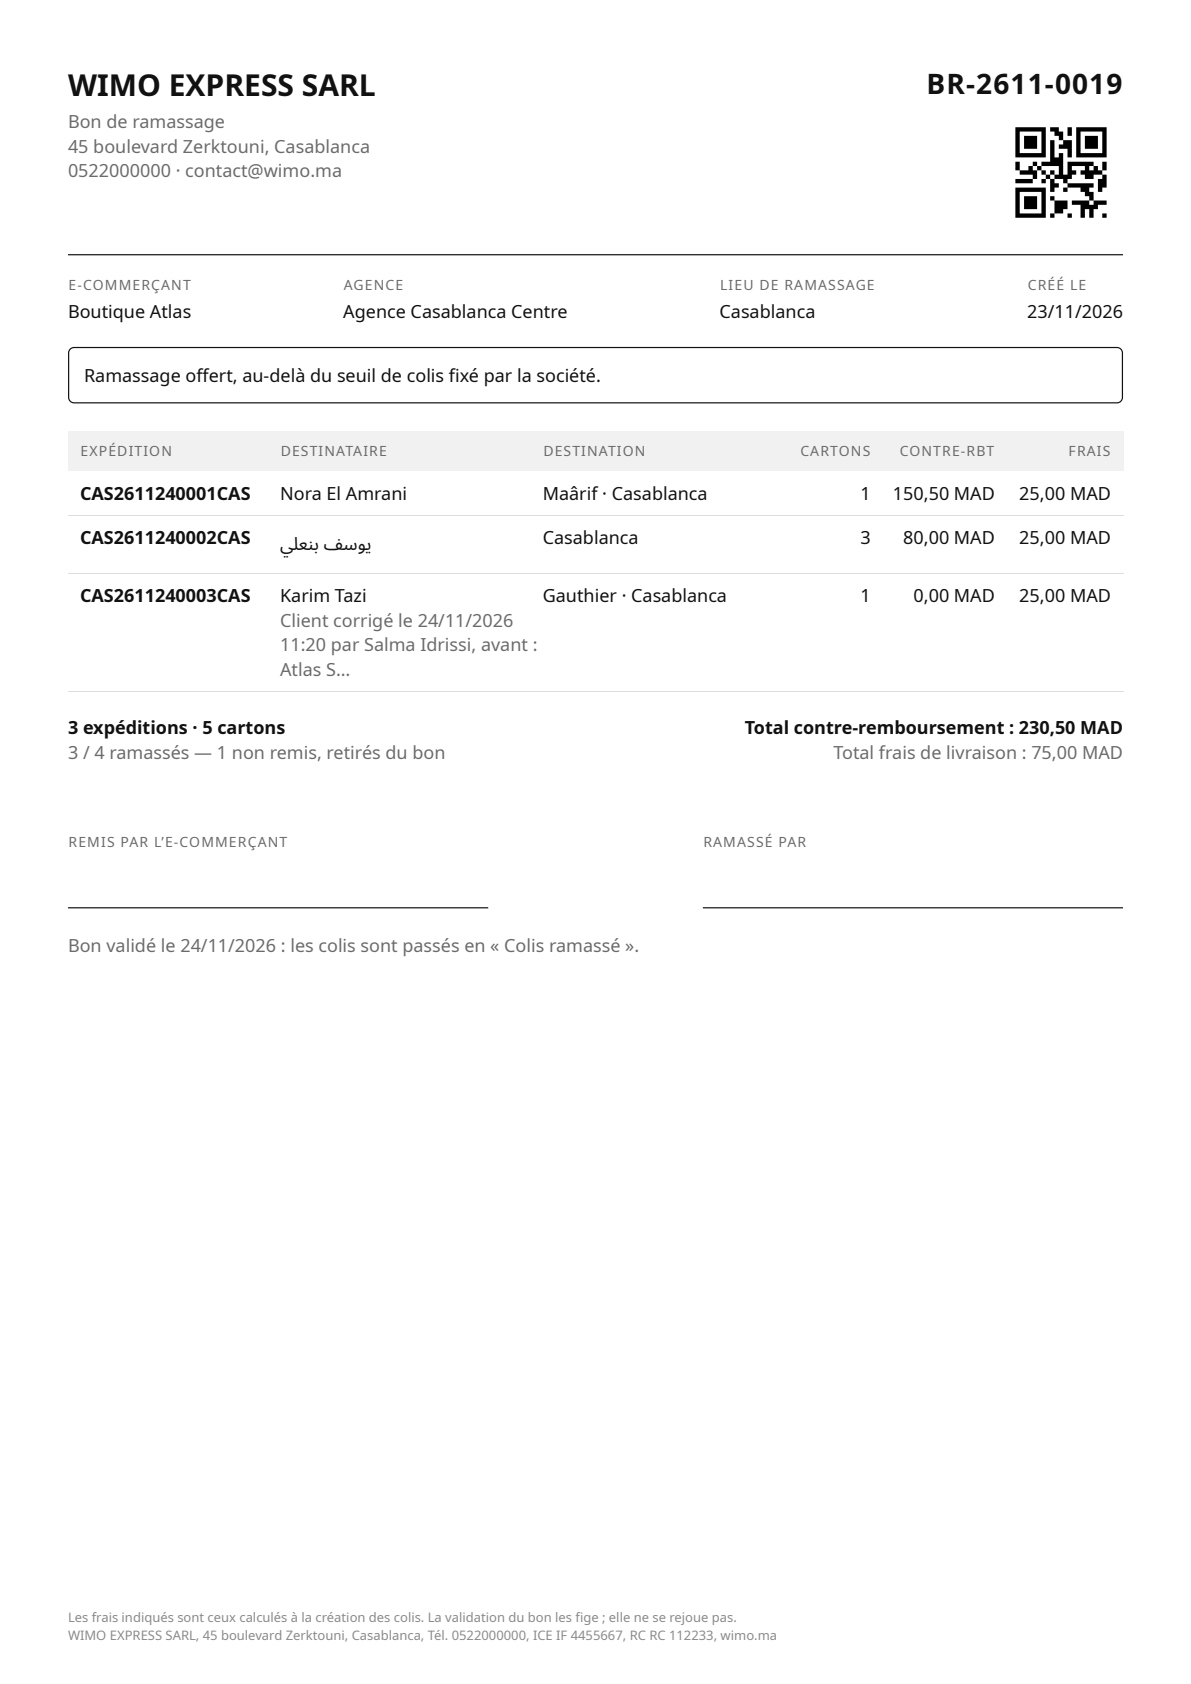 WIMO EXPRESS SARL
BR-2611-0019
Bon de ramassage
45 boulevard Zerktouni, Casablanca
0522000000 · contact@wimo.ma
E-COMMERÇANT AGENCE LIEU DE RAMASSAGE CRÉÉ LE
Boutique Atlas Agence Casablanca Centre Casablanca 23/11/2026
Ramassage offert, au-delà du seuil de colis fixé par la société.
EXPÉDITION DESTINATAIRE DESTINATION CARTONS CONTRE-RBT FRAIS
CAS2611240001CAS Nora El Amrani Maârif · Casablanca 1 150,50 MAD 25,00 MAD
CAS2611240002CAS يوسف بنعلي Casablanca 3 80,00 MAD 25,00 MAD
CAS2611240003CAS Karim Tazi Gauthier · Casablanca 1 0,00 MAD 25,00 MAD
Client corrigé le 24/11/2026
11:20 par Salma Idrissi, avant :
Atlas S…
3 expéditions · 5 cartons Total contre-remboursement : 230,50 MAD
3 / 4 ramassés — 1 non remis, retirés du bon Total frais de livraison : 75,00 MAD
REMIS PAR L’E-COMMERÇANT RAMASSÉ PAR
Bon validé le 24/11/2026 : les colis sont passés en « Colis ramassé ».
Les frais indiqués sont ceux calculés à la création des colis. La validation du bon les fige ; elle ne se rejoue pas.
WIMO EXPRESS SARL, 45 boulevard Zerktouni, Casablanca, Tél. 0522000000, ICE IF 4455667, RC RC 112233, wimo.ma